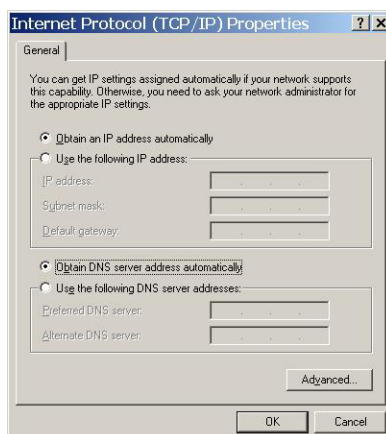 Internet Protocol (TCP/IP) Properties
General
You can get IP settings assigned automatically if your network supports
this capability. Otherwise, you need to ask your network administrator for
the appropriate IP settings.
Obtain an IP address automatically
Use the following IP address:
IP address:
Subnet mask:
Default gateway:
Obtain DNS server address automatically
Use the following DNS server addresses:
Preferred DNS server:
Alternate DNS server:
Advanced...
OK Cancel